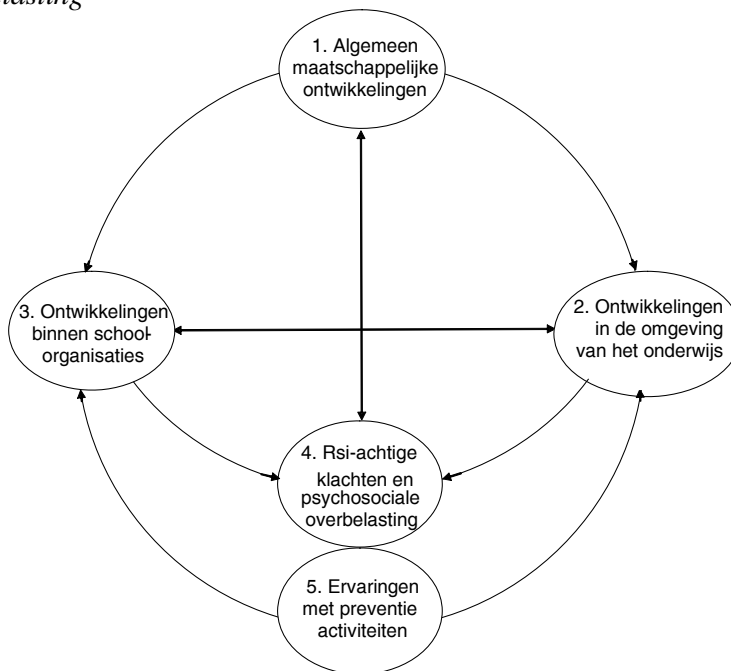 1. Algemeen
maatschappelijke
ontwikkelingen
3. Ontwikkelingen
binnen school-
organisaties
2. Ontwikkelingen
in de omgeving
van het onderwijs
4. Rsi-achtige
klachten en
psychosociale
overbelasting
5. Ervaringen
met preventie
activiteiten